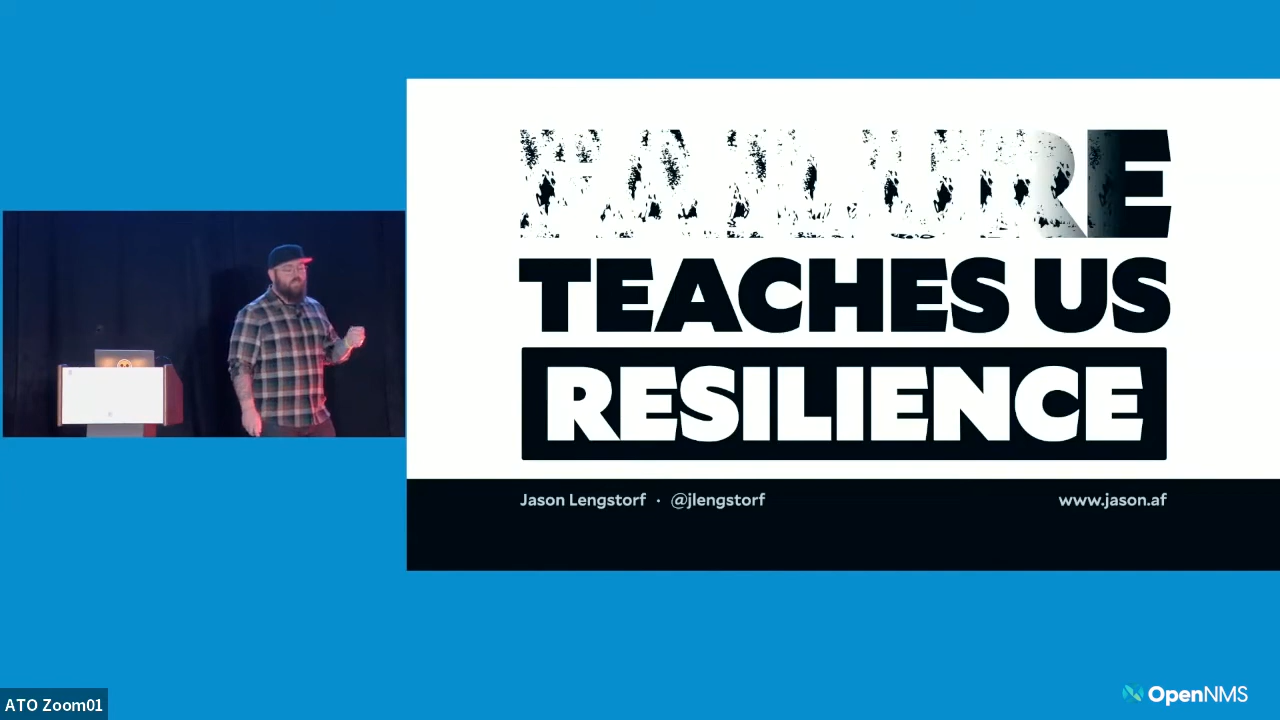 FAILURE
TEACHES US
RESILIENCE
Jason Lengstorf · @jlengstorf
www.jason.af
ATO Zoom01
OpenNMS